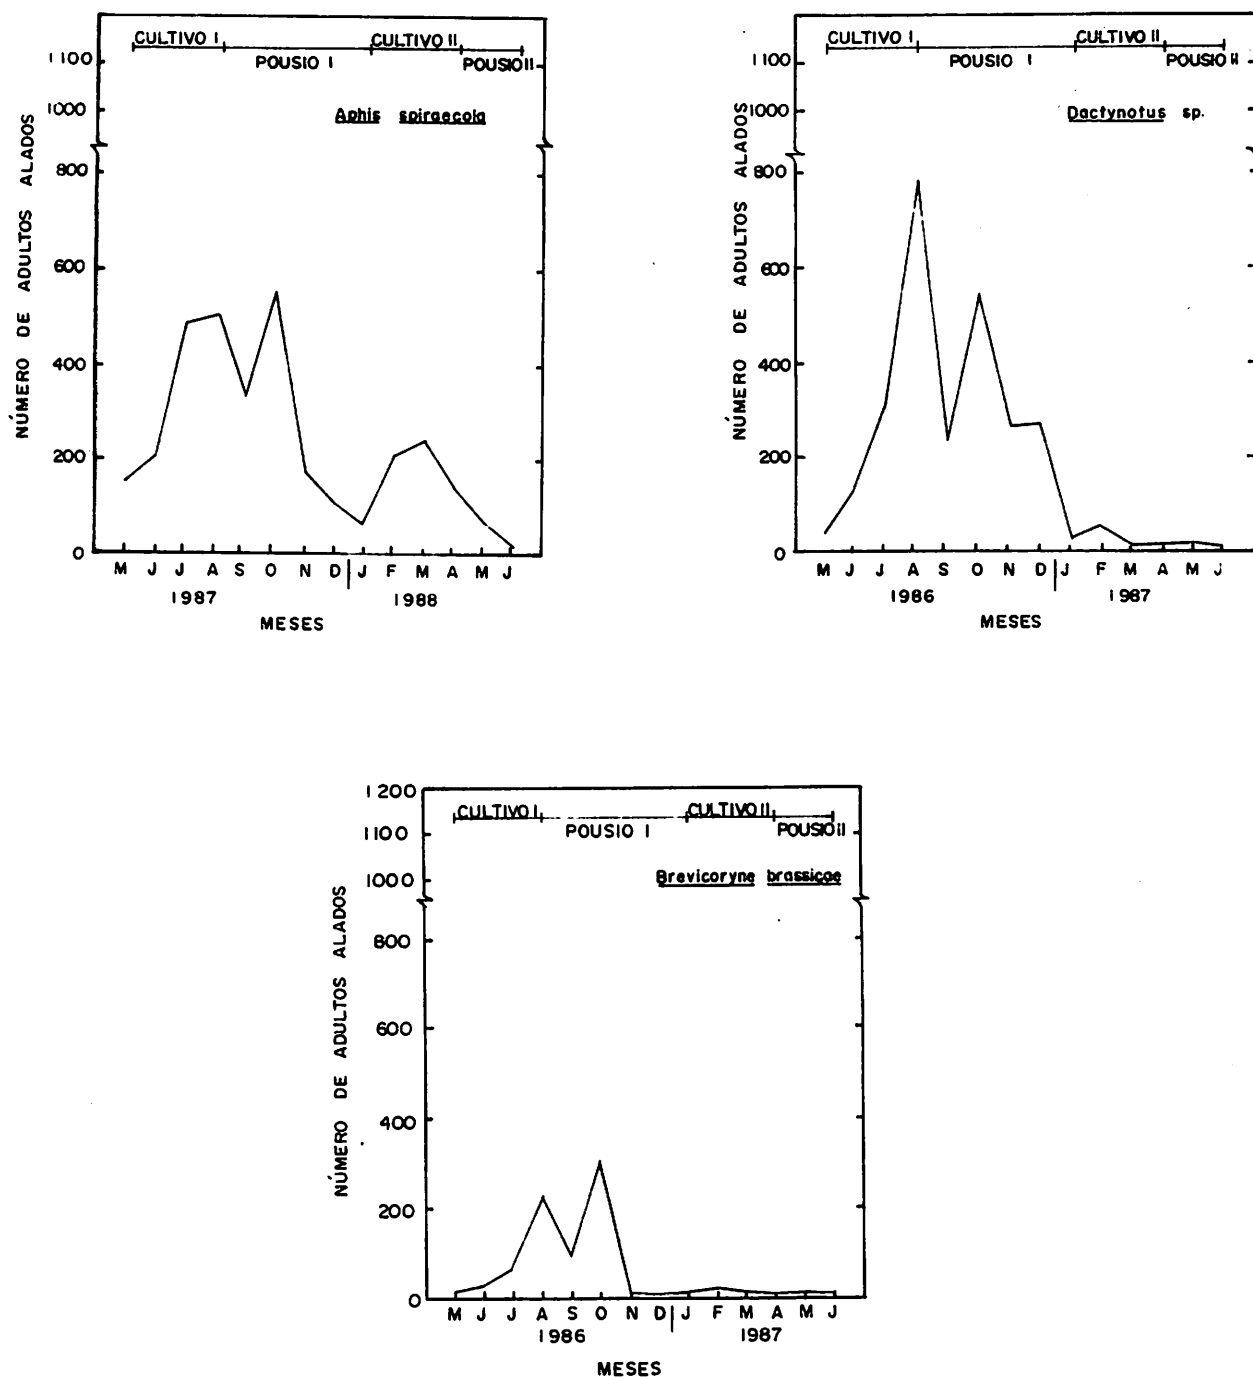 CULTIVO I
CULTIVO II
POUSIO I
POUSIO II
Aphis spiraecola
NÚMERO DE ADULTOS ALADOS
1100
1000
800
600
400
200
0
M J J A S O N D J F M A M J
1987 1988
MESES
CULTIVO I
CULTIVO II
POUSIO I
POUSIO II
Dactynotus sp.
NÚMERO DE ADULTOS ALADOS
1100
1000
800
600
400
200
0
M J J A S O N D J F M A M J
1986 1987
MESES
CULTIVO I
CULTIVO II
POUSIO I
POUSIO II
Brevicoryne brassicae
NÚMERO DE ADULTOS ALADOS
1200
1100
1000
800
600
400
200
0
M J J A S O N D J F M A M J
1986 1987
MESES